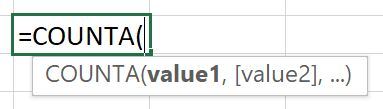 =COUNTA(
COUNTA(value1, [value2], ...)